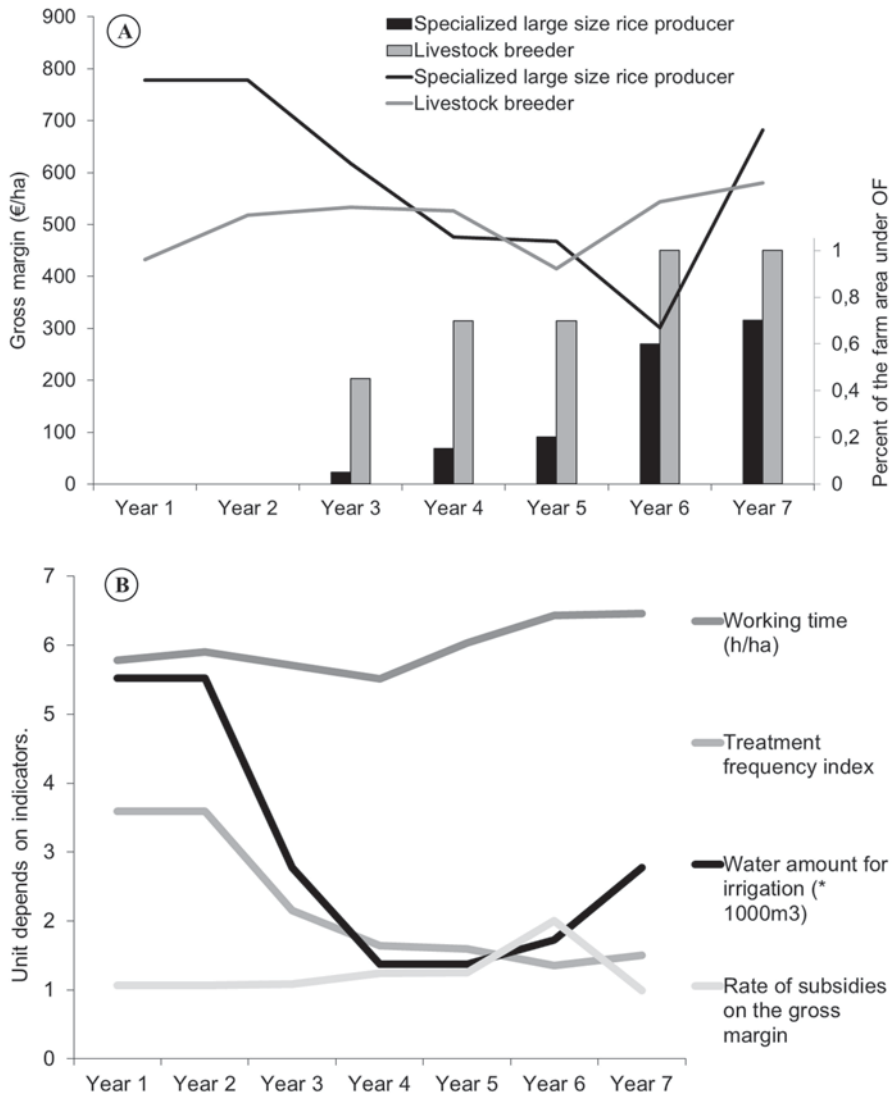 A
Specialized large size rice producer
Livestock breeder
Specialized large size rice producer
Livestock breeder
Gross margin (€/ha)
900
800
700
600
500
400
300
200
100
0
Percent of the farm area under OF
1
0,8
0,6
0,4
0,2
0
Year 1 Year 2 Year 3 Year 4 Year 5 Year 6 Year 7
B
Unit depends on indicators.
7
6
5
4
3
2
1
0
Working time
(h/ha)
Treatment
frequency index
Water amount for
irrigation (*
1000m3)
Rate of subsidies
on the gross
margin
Year 1 Year 2 Year 3 Year 4 Year 5 Year 6 Year 7